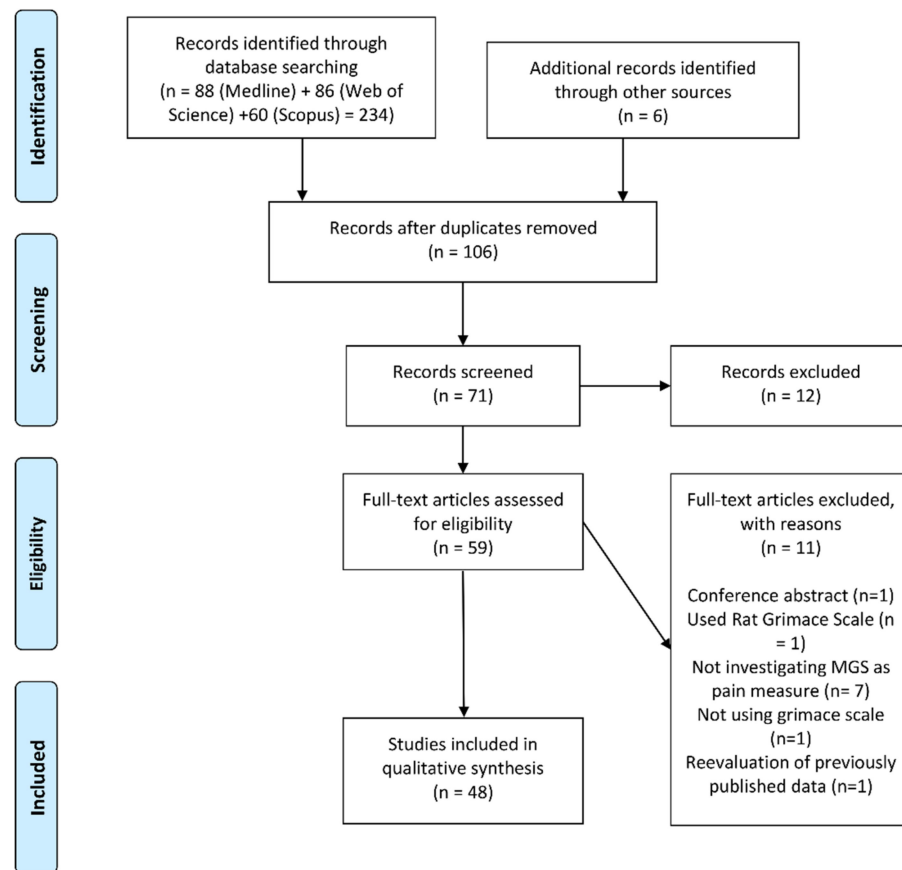 Identification
Records identified through
database searching
(n = 88 (Medline) + 86 (Web of
Science) +60 (Scopus) = 234)
Additional records identified
through other sources
(n = 6)
Records after duplicates removed
(n = 106)
Screening
Records screened
(n = 71)
Records excluded
(n = 12)
Eligibility
Full-text articles assessed
for eligibility
(n = 59)
Full-text articles excluded,
with reasons
(n = 11)
Conference abstract (n=1)
Used Rat Grimace Scale (n
= 1)
Not investigating MGS as
pain measure (n= 7)
Not using grimace scale
(n=1)
Reevaluation of previously
published data (n=1)
Included
Studies included in
qualitative synthesis
(n = 48)